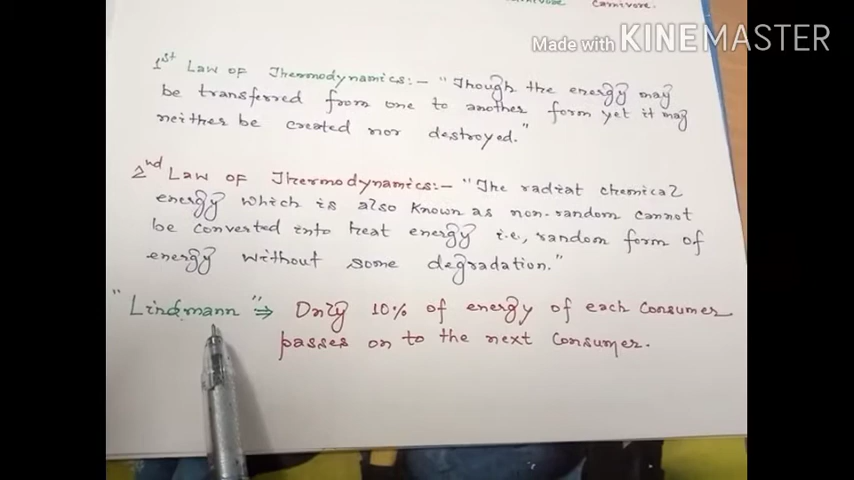 Carnivore.
Made with KINEMASTER
1st Law of Thermodynamics:- "Though the energy may
be transferred from one to another form yet it may
neither be created nor destroyed."
2nd Law of Thermodynamics:- "The radiat chemical
energy which is also known as non-random cannot
be converted into heat energy i.e., random form of
energy without some degradation."
"Lindmann" ⇒ Only 10% of energy of each Consumer
passes on to the next Consumer.